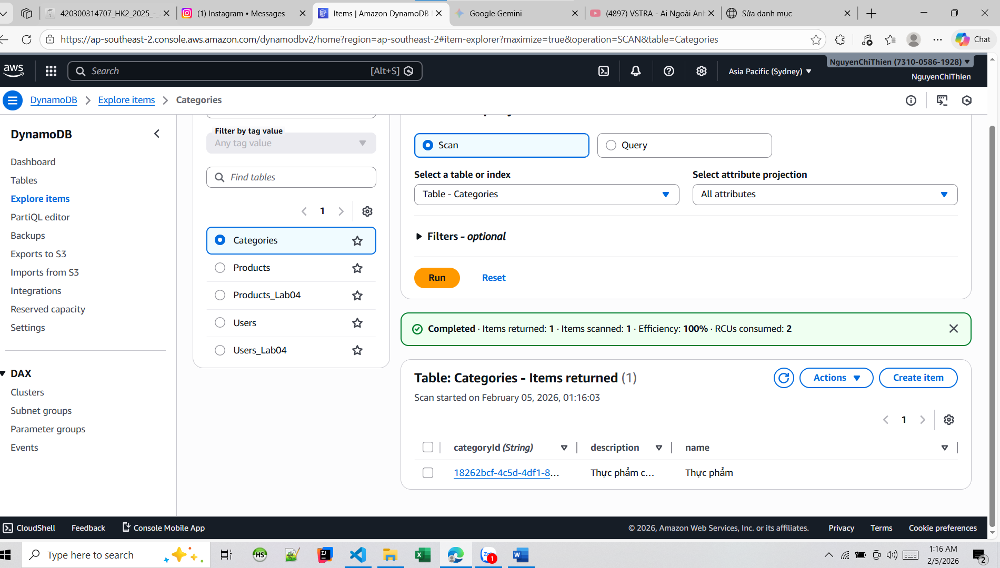 420300314707_HK2_2025_-_
(1) Instagram • Messages
Items | Amazon DynamoDB
Google Gemini
(4897) VSTRA - Ai Ngoài Anh
Sửa danh mục
https://ap-southeast-2.console.aws.amazon.com/dynamodbv2/home?region=ap-southeast-2#item-explorer?maximize=true&operation=SCAN&table=Categories
Chat
aws
Search
[Alt+S]
Asia Pacific (Sydney)
NguyenChiThien (7310-0586-1928)
NguyenChiThien
DynamoDB
Explore items
Categories
DynamoDB
Dashboard
Tables
Explore items
PartiQL editor
Backups
Exports to S3
Imports from S3
Integrations
Reserved capacity
Settings
DAX
Clusters
Subnet groups
Parameter groups
Events
Filter by tag value
Any tag value
Find tables
1
Categories
Products
Products_Lab04
Users
Users_Lab04
Scan
Query
Select a table or index
Table - Categories
Select attribute projection
All attributes
Filters - optional
Run
Reset
Completed · Items returned: 1 · Items scanned: 1 · Efficiency: 100% · RCUs consumed: 2
Table: Categories - Items returned (1)
Scan started on February 05, 2026, 01:16:03
Actions
Create item
1
categoryId (String)
description
name
18262bcf-4c5d-4df1-8...
Thực phẩm c...
Thực phẩm
CloudShell
Feedback
Console Mobile App
© 2026, Amazon Web Services, Inc. or its affiliates.
Privacy
Terms
Cookie preferences
Type here to search
HS
1
1:16 AM
2/5/2026
2